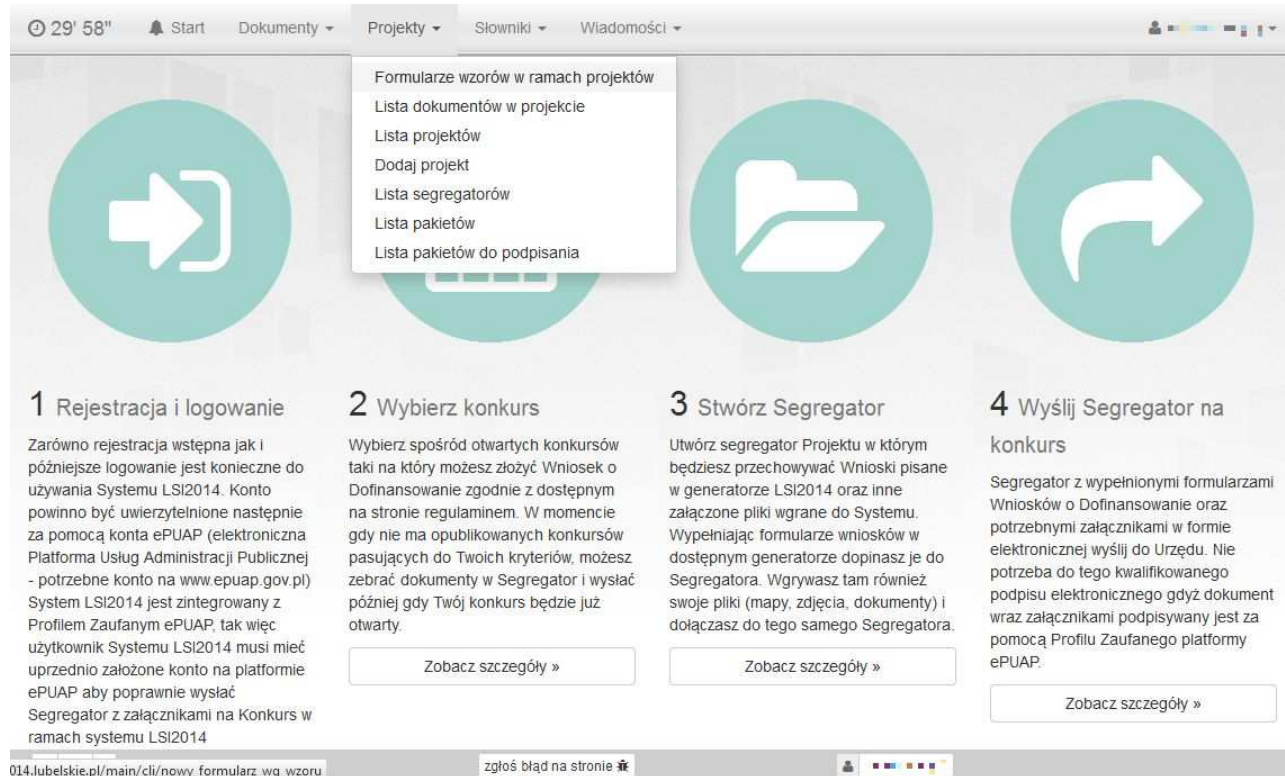 29' 58" Start Dokumenty Projekty Słowniki Wiadomości
Formularze wzorów w ramach projektów
Lista dokumentów w projekcie
Lista projektów
Dodaj projekt
Lista segregatorów
Lista pakietów
Lista pakietów do podpisania
1 Rejestracja i logowanie
Zarówno rejestracja wstępna jak i
późniejsze logowanie jest konieczne do
używania Systemu LSI2014. Konto
powinno być uwierzytelnione następnie
za pomocą konta ePUAP (elektroniczna
Platforma Usług Administracji Publicznej
- potrzebne konto na www.epuap.gov.pl)
System LSI2014 jest zintegrowany z
Profilem Zaufanym ePUAP, tak więc
użytkownik Systemu LSI2014 musi mieć
uprzednio założone konto na platformie
ePUAP aby poprawnie wysłać
Segregator z załącznikami na Konkurs w
ramach systemu LSI2014
2 Wybierz konkurs
Wybierz spośród otwartych konkursów
taki na który możesz złożyć Wniosek o
Dofinansowanie zgodnie z dostępnym
na stronie regulaminem. W momencie
gdy nie ma opublikowanych konkursów
pasujących do Twoich kryteriów, możesz
zebrać dokumenty w Segregator i wysłać
później gdy Twój konkurs będzie już
otwarty.
Zobacz szczegóły »
3 Stwórz Segregator
Utwórz segregator Projektu w którym
będziesz przechowywać Wnioski pisane
w generatorze LSI2014 oraz inne
załączone pliki wgrane do Systemu.
Wypełniając formularze wniosków w
dostępnym generatorze dopinasz je do
Segregatora. Wgrywasz tam również
swoje pliki (mapy, zdjęcia, dokumenty) i
dołączasz do tego samego Segregatora.
Zobacz szczegóły »
4 Wyślij Segregator na
konkurs
Segregator z wypełnionymi formularzami
Wniosków o Dofinansowanie oraz
potrzebnymi załącznikami w formie
elektronicznej wyślij do Urzędu. Nie
potrzeba do tego kwalifikowanego
podpisu elektronicznego gdyż dokument
wraz załącznikami podpisywany jest za
pomocą Profilu Zaufanego platformy
ePUAP.
Zobacz szczegóły »
014.lubelskie.pl/main/cli/nowy_formularz_wg_wzoru
zgłoś błąd na stronie